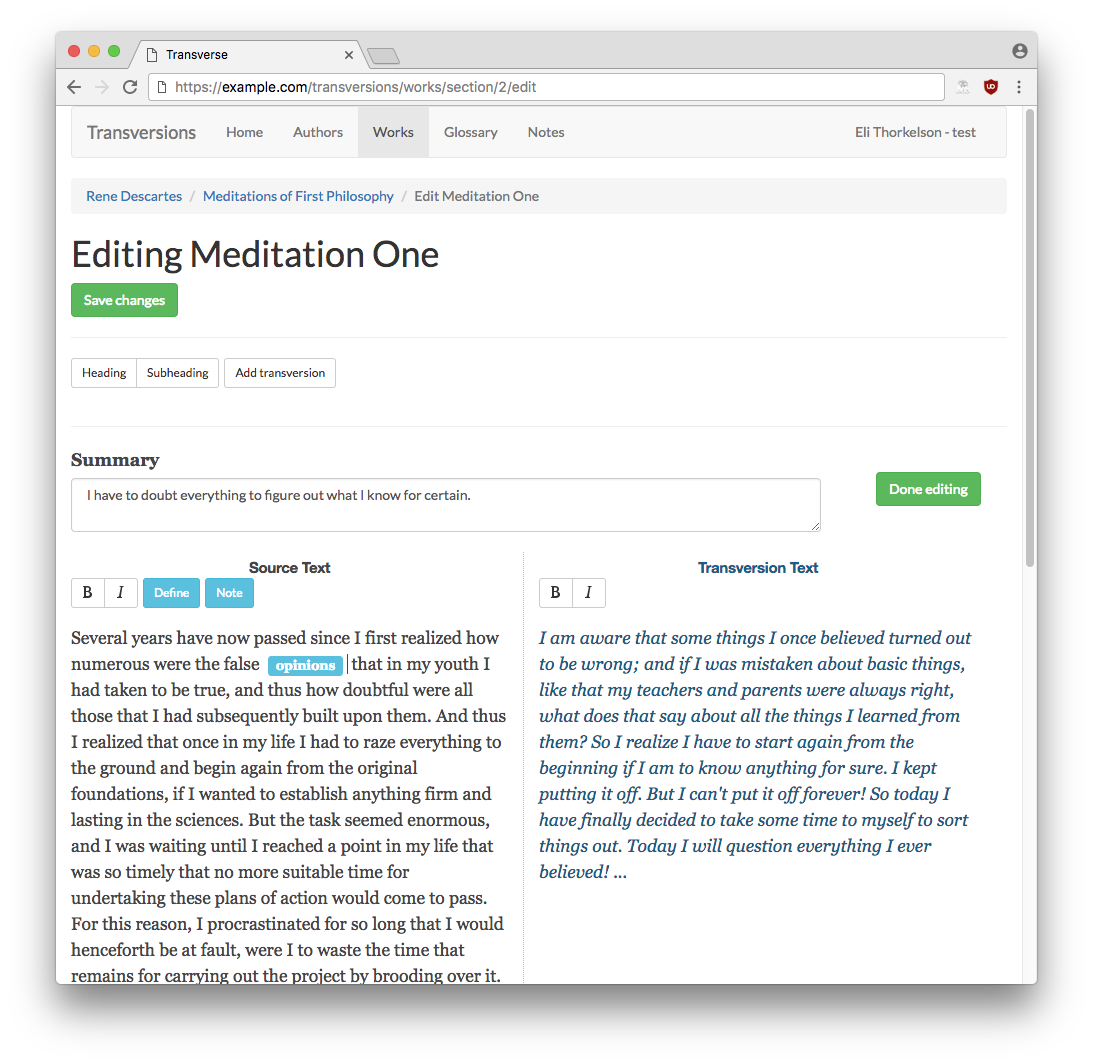 Transverse
https://example.com/transversions/works/section/2/edit
Transversions Home Authors Works Glossary Notes Eli Thorkelson - test
Rene Descartes / Meditations of First Philosophy / Edit Meditation One
Editing Meditation One
Save changes
Heading Subheading Add transversion
Summary
I have to doubt everything to figure out what I know for certain.
Done editing
Source Text
B I Define Note
Several years have now passed since I first realized how
numerous were the false opinions that in my youth I
had taken to be true, and thus how doubtful were all
those that I had subsequently built upon them. And thus
I realized that once in my life I had to raze everything to
the ground and begin again from the original
foundations, if I wanted to establish anything firm and
lasting in the sciences. But the task seemed enormous,
and I was waiting until I reached a point in my life that
was so timely that no more suitable time for
undertaking these plans of action would come to pass.
For this reason, I procrastinated for so long that I would
henceforth be at fault, were I to waste the time that
remains for carrying out the project by brooding over it.
Transversion Text
B I
I am aware that some things I once believed turned out
to be wrong; and if I was mistaken about basic things,
like that my teachers and parents were always right,
what does that say about all the things I learned from
them? So I realize I have to start again from the
beginning if I am to know anything for sure. I kept
putting it off. But I can't put it off forever! So today I
have finally decided to take some time to myself to sort
things out. Today I will question everything I ever
believed! ...